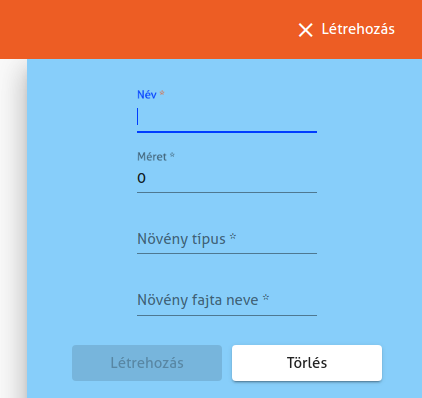 Létrehozás
Név *
Méret *
0
Növény típus *
Növény fajta neve *
Létrehozás
Törlés